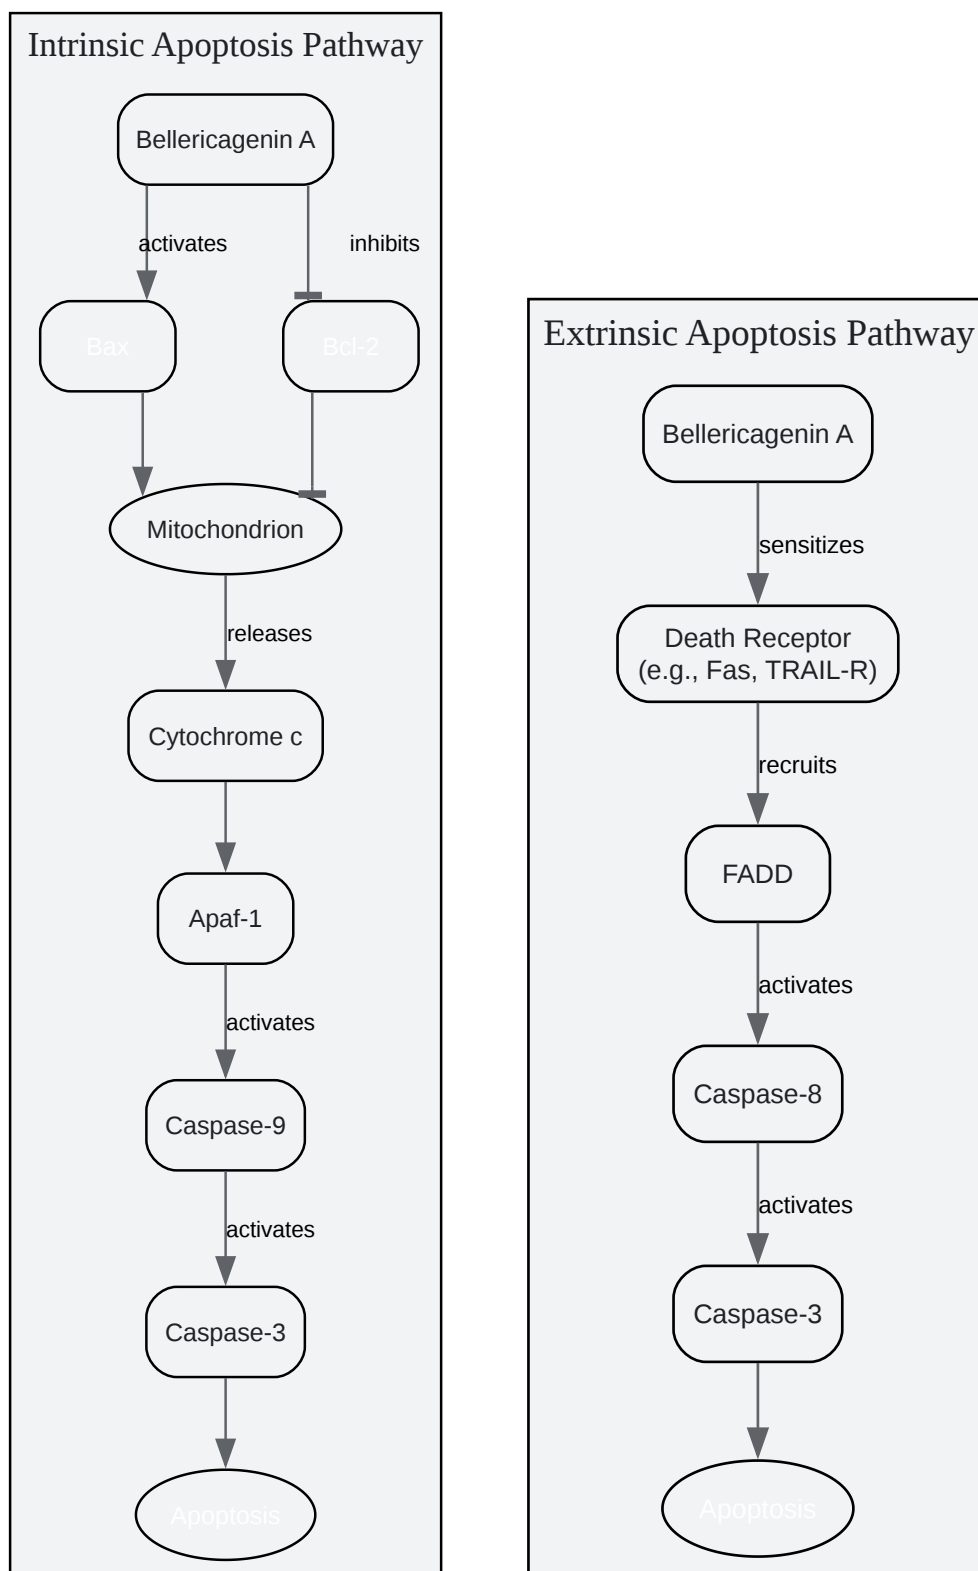 Intrinsic Apoptosis Pathway
Bellericagenin A
activates
inhibits
Bax
Bcl-2
Mitochondrion
releases
Cytochrome c
Apaf-1
activates
Caspase-9
activates
Caspase-3
Apoptosis
Extrinsic Apoptosis Pathway
Bellericagenin A
sensitizes
Death Receptor
(e.g., Fas, TRAIL-R)
recruits
FADD
activates
Caspase-8
activates
Caspase-3
Apoptosis